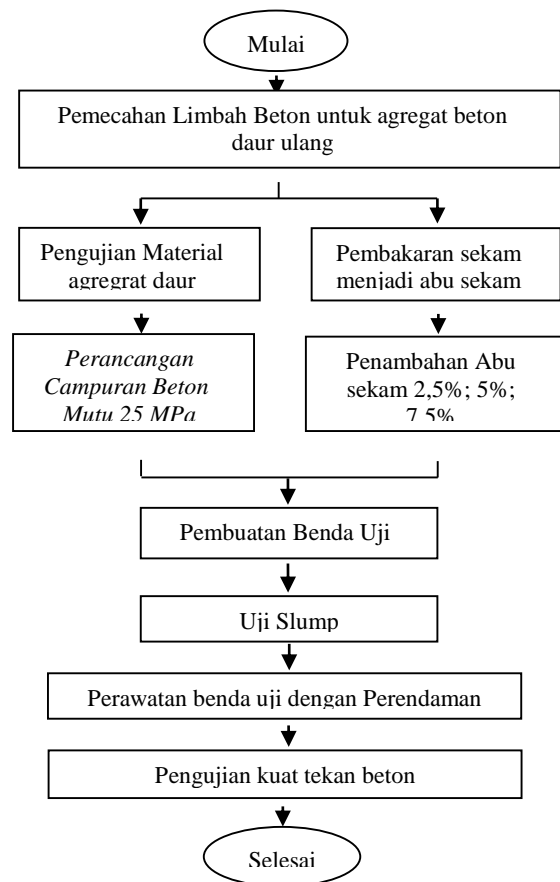 Mulai
Pemecahan Limbah Beton untuk agregat beton
daur ulang
Pengujian Material
agregrat daur
Pembakaran sekam
menjadi abu sekam
Perancangan
Campuran Beton
Mutu 25 MPa
Penambahan Abu
sekam 2,5%; 5%;
7,5%
Pembuatan Benda Uji
Uji Slump
Perawatan benda uji dengan Perendaman
Pengujian kuat tekan beton
Selesai